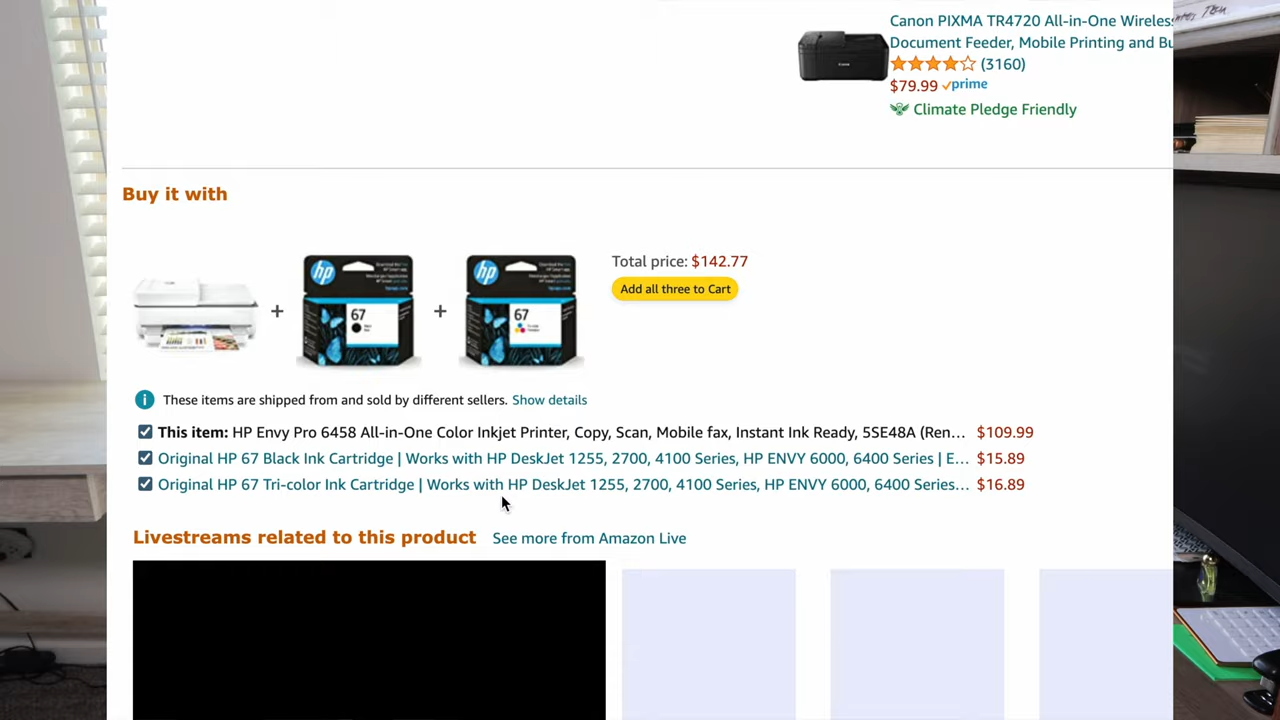 Canon PIXMA TR4720 All-in-One Wireless
Document Feeder, Mobile Printing and Bu
(3160)
$79.99 prime
Climate Pledge Friendly
Buy it with
hp
67
hp
67
+
+
Total price: $142.77
Add all three to Cart
These items are shipped from and sold by different sellers. Show details
This item: HP Envy Pro 6458 All-in-One Color Inkjet Printer, Copy, Scan, Mobile fax, Instant Ink Ready, 5SE48A (Ren… $109.99
Original HP 67 Black Ink Cartridge | Works with HP DeskJet 1255, 2700, 4100 Series, HP ENVY 6000, 6400 Series | E… $15.89
Original HP 67 Tri-color Ink Cartridge | Works with HP DeskJet 1255, 2700, 4100 Series, HP ENVY 6000, 6400 Series… $16.89
Livestreams related to this product See more from Amazon Live